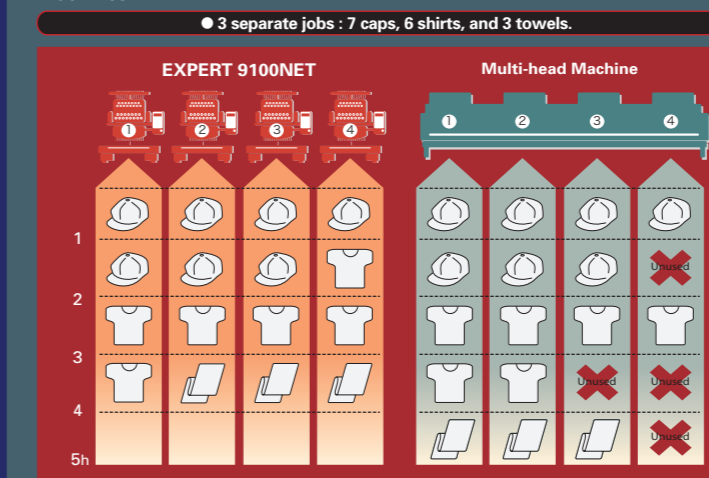 ● 3 separate jobs : 7 caps, 6 shirts, and 3 towels.
EXPERT 9100NET
Multi-head Machine
① ② ③ ④
① ② ③ ④
1
Unused
2
3
Unused Unused
4
Unused
5h